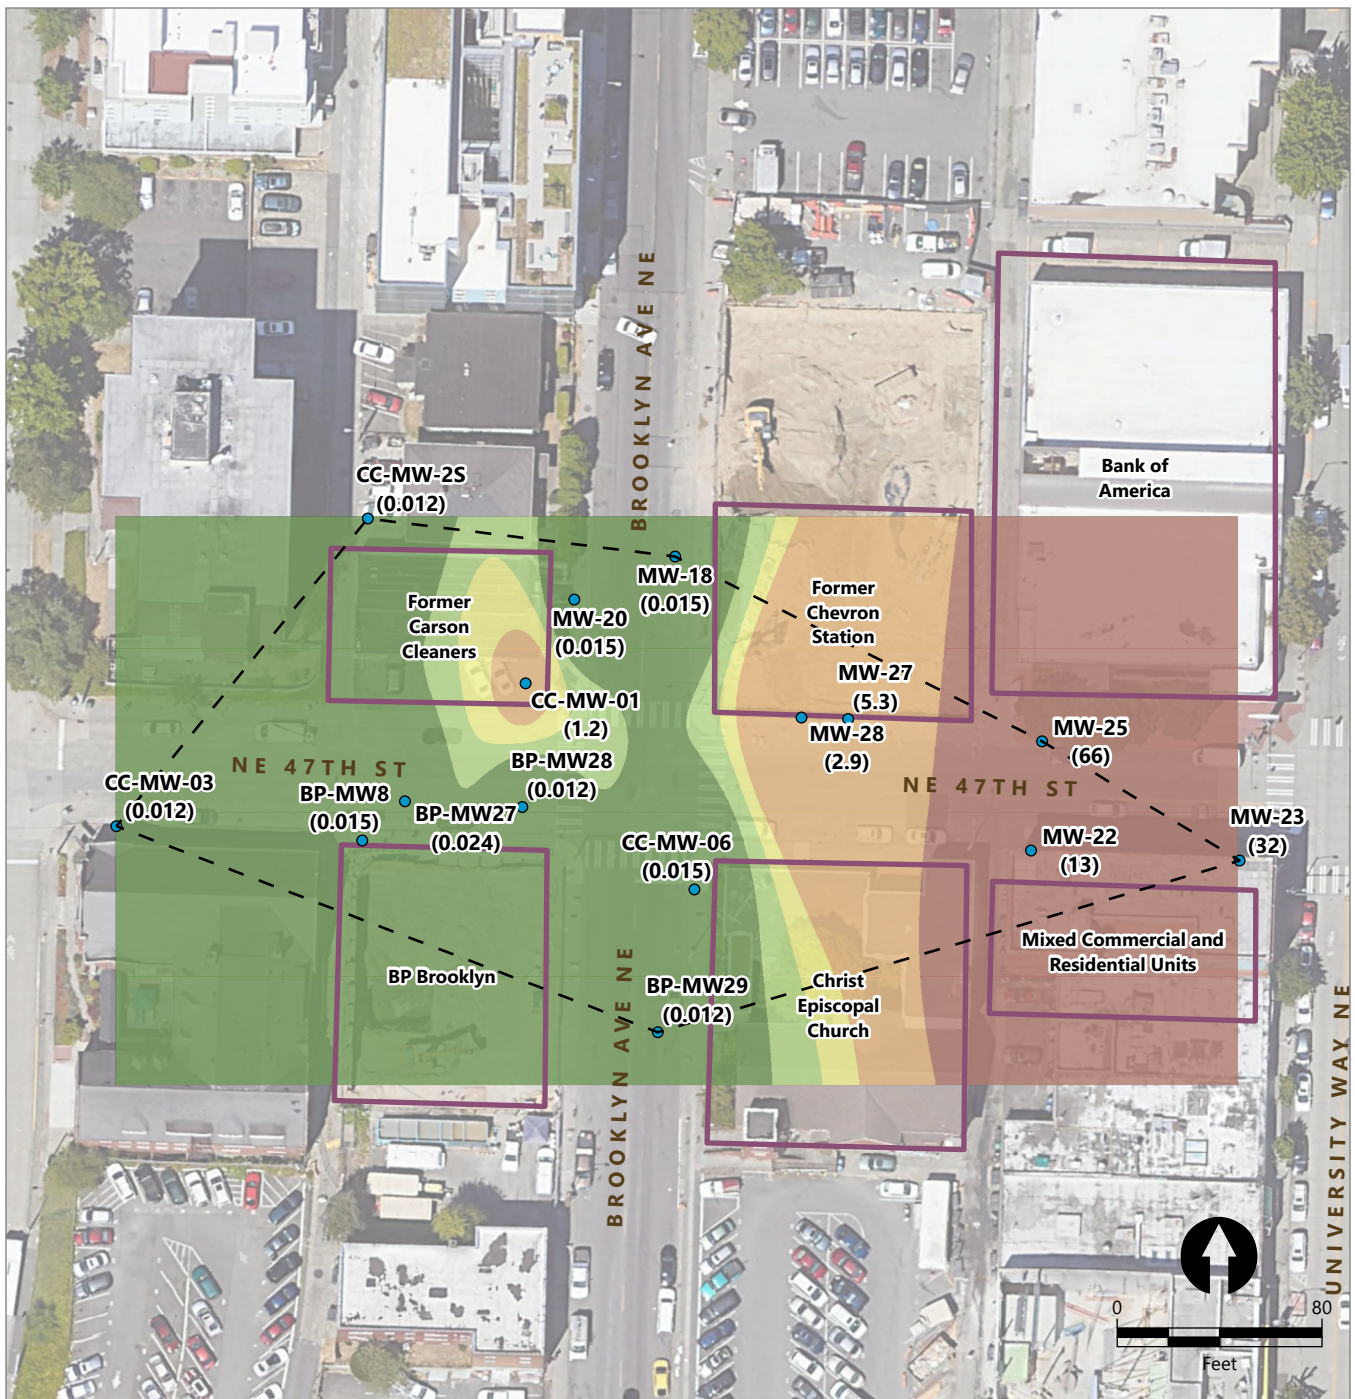 BROOKLYN AVE NE
Bank of
America
CC-MW-2S
(0.012)
MW-18
(0.015)
Former
Chevron
Station
Former
Carson
Cleaners
MW-20
(0.015)
MW-27
(5.3)
CC-MW-01
(1.2)
MW-28
(2.9)
MW-25
(66)
NE 47TH ST
BP-MW28
(0.012)
NE 47TH ST
CC-MW-03
(0.012)
BP-MW8
(0.015)
BP-MW27
(0.024)
MW-23
(32)
CC-MW-06
(0.015)
MW-22
(13)
Mixed Commercial and
Residential Units
BP Brooklyn
BP-MW29
(0.012)
Christ
Episcopal
Church
BROOKLYN AVE NE
UNIVERSITY WAY NE
0 80
Feet